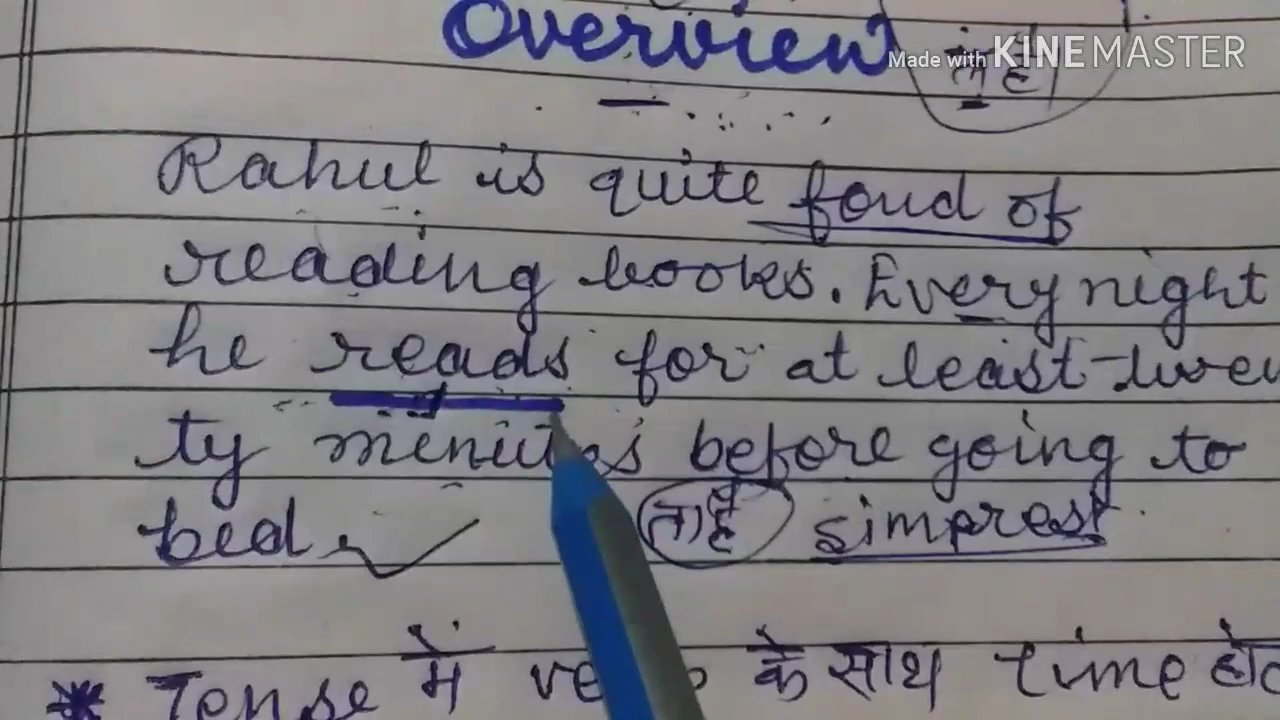 Overview
Made with KINEMASTER
Rahul is quite fond of
reading books. Every night
he reads for at least twen
ty minutes before going to
bed
ता है simprest
* Tense में के साथ time